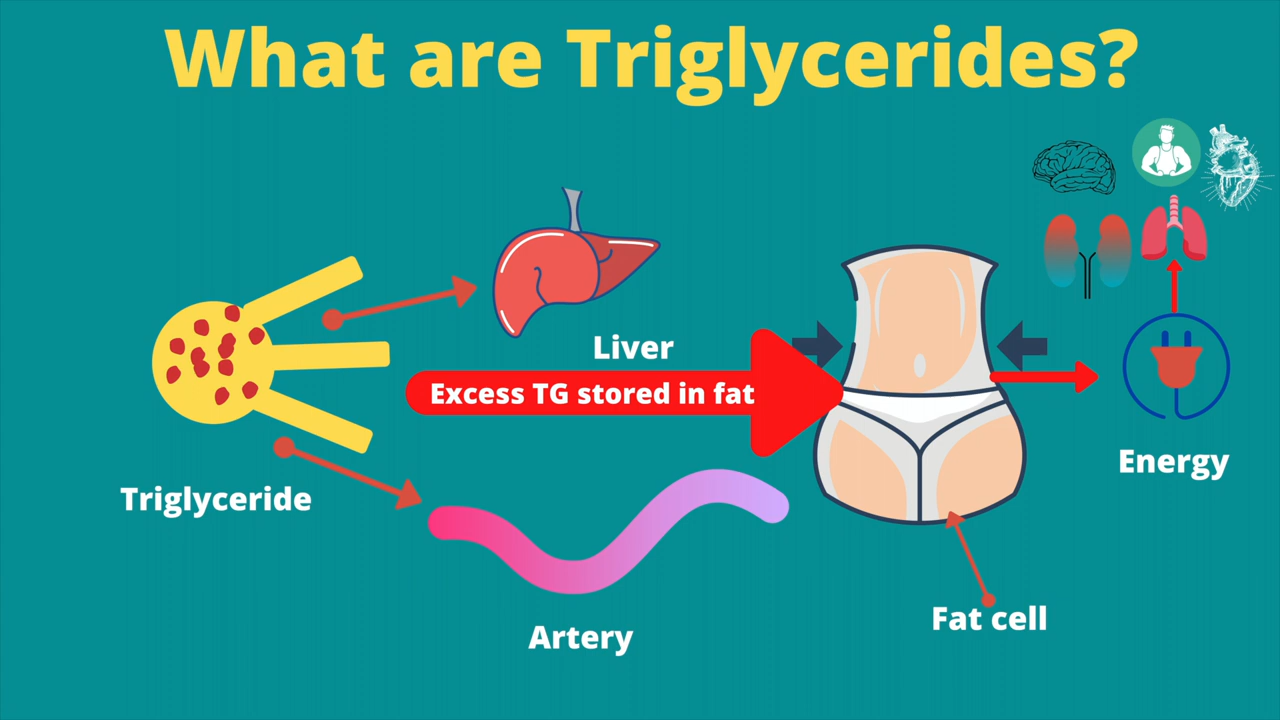 What are Triglycerides?
Liver
Excess TG stored in fat
Energy
Triglyceride
Fat cell
Artery